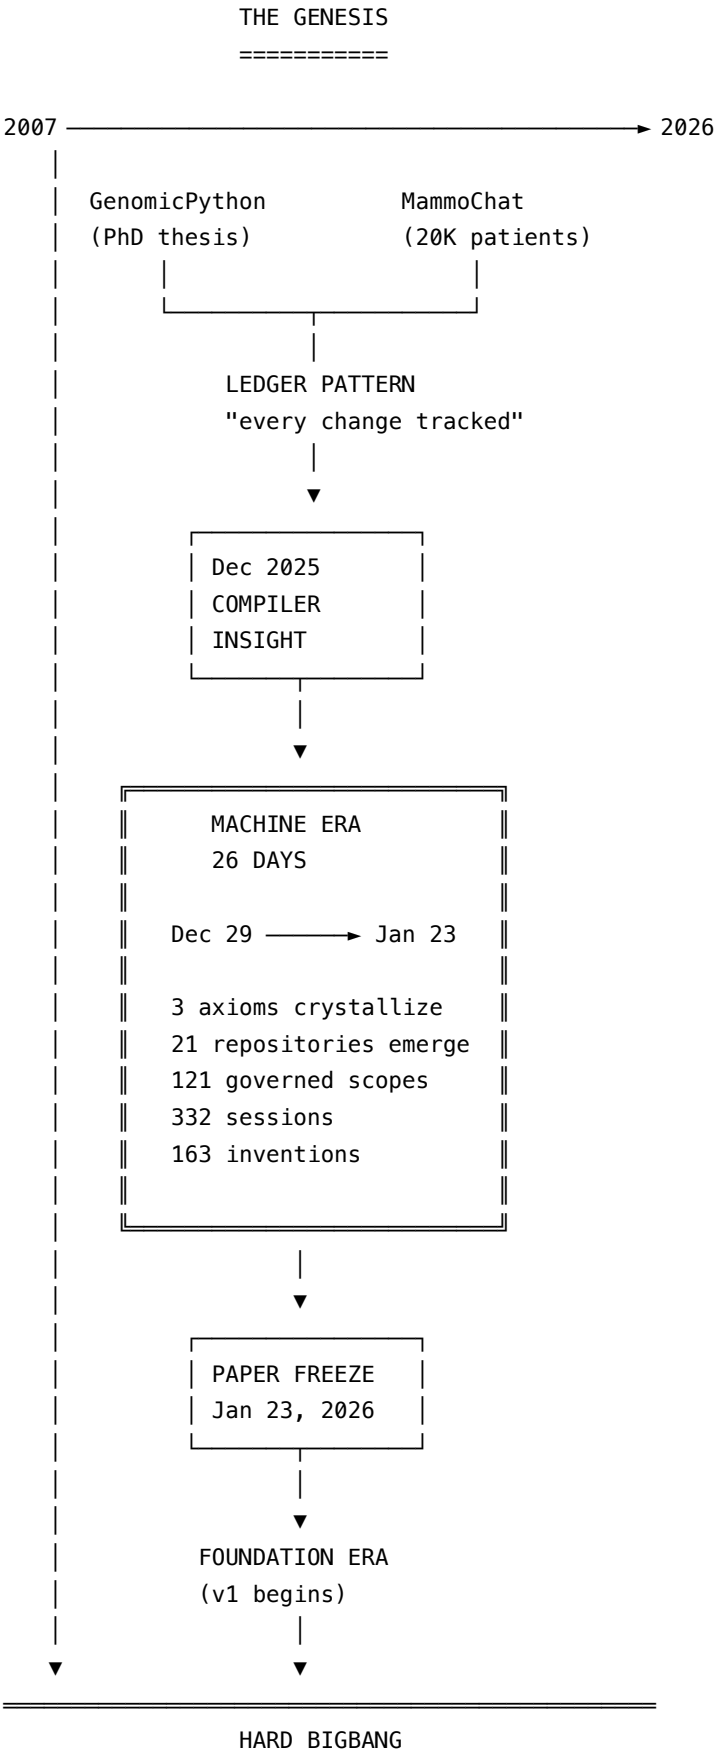 THE GENESIS
===========
2007 2026
GenomicPython MammoChat
(PhD thesis) (20K patients)
LEDGER PATTERN
"every change tracked"
Dec 2025
COMPILER
INSIGHT
MACHINE ERA
26 DAYS
Dec 29 Jan 23
3 axioms crystallize
21 repositories emerge
121 governed scopes
332 sessions
163 inventions
PAPER FREEZE
Jan 23, 2026
FOUNDATION ERA
(v1 begins)
HARD BIGBANG